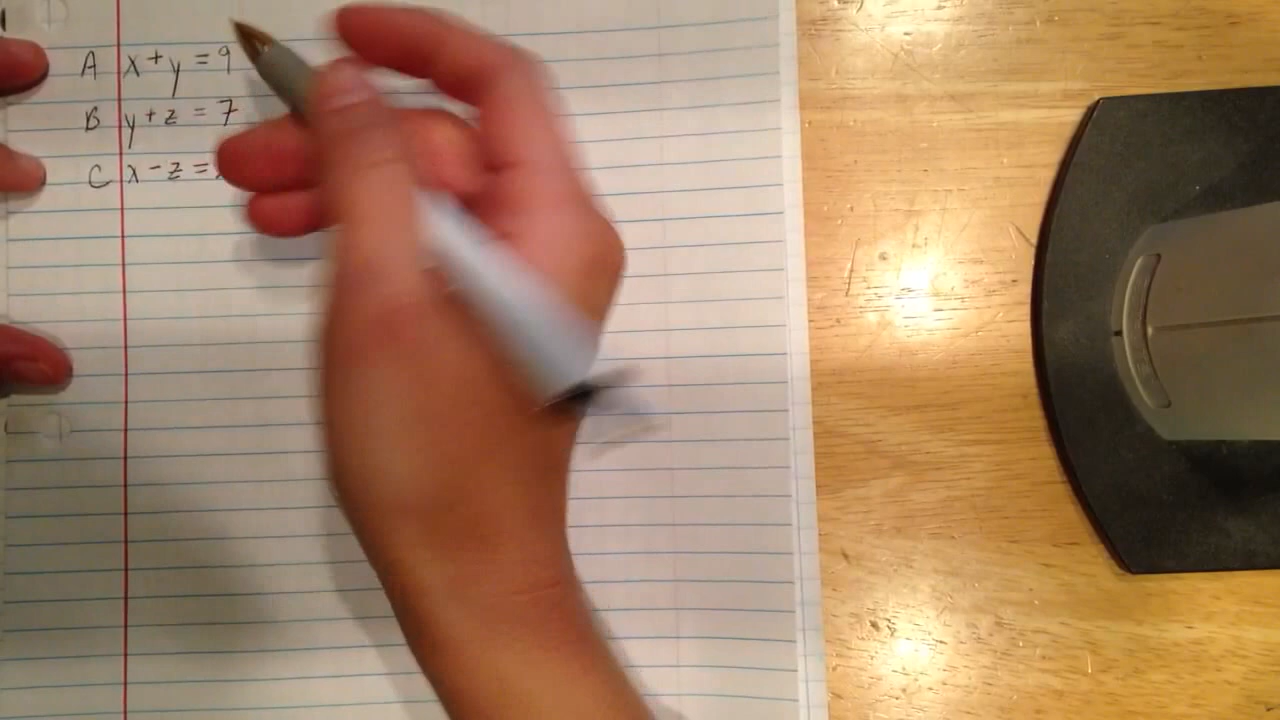 A x + y = 9
B y + z = 7
C x - z =